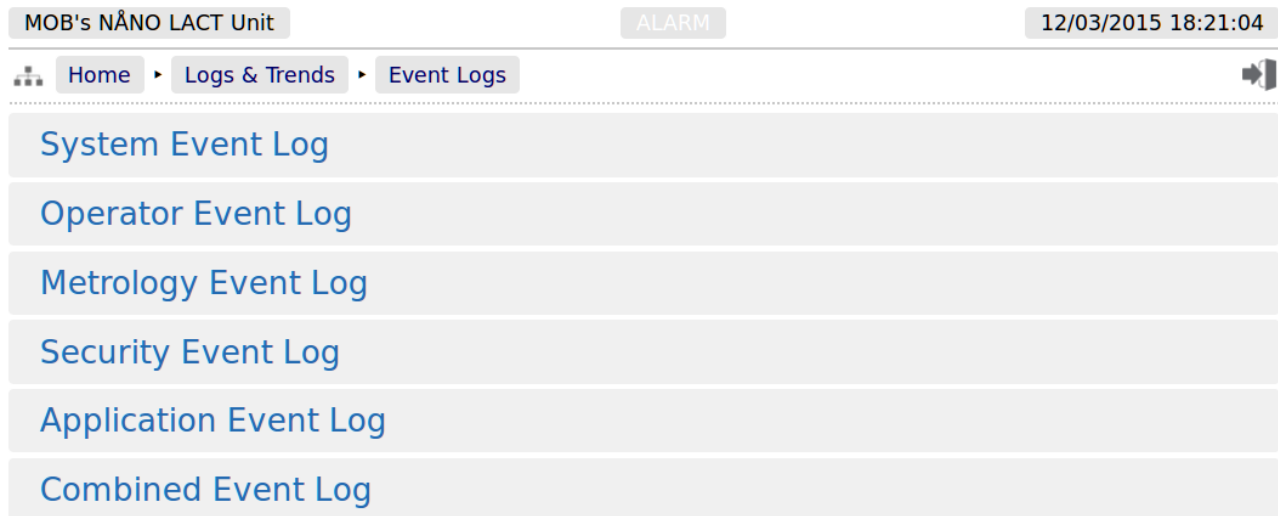 MOB's NÅNO LACT Unit ALARM 12/03/2015 18:21:04
Home ‣ Logs & Trends ‣ Event Logs
System Event Log
Operator Event Log
Metrology Event Log
Security Event Log
Application Event Log
Combined Event Log